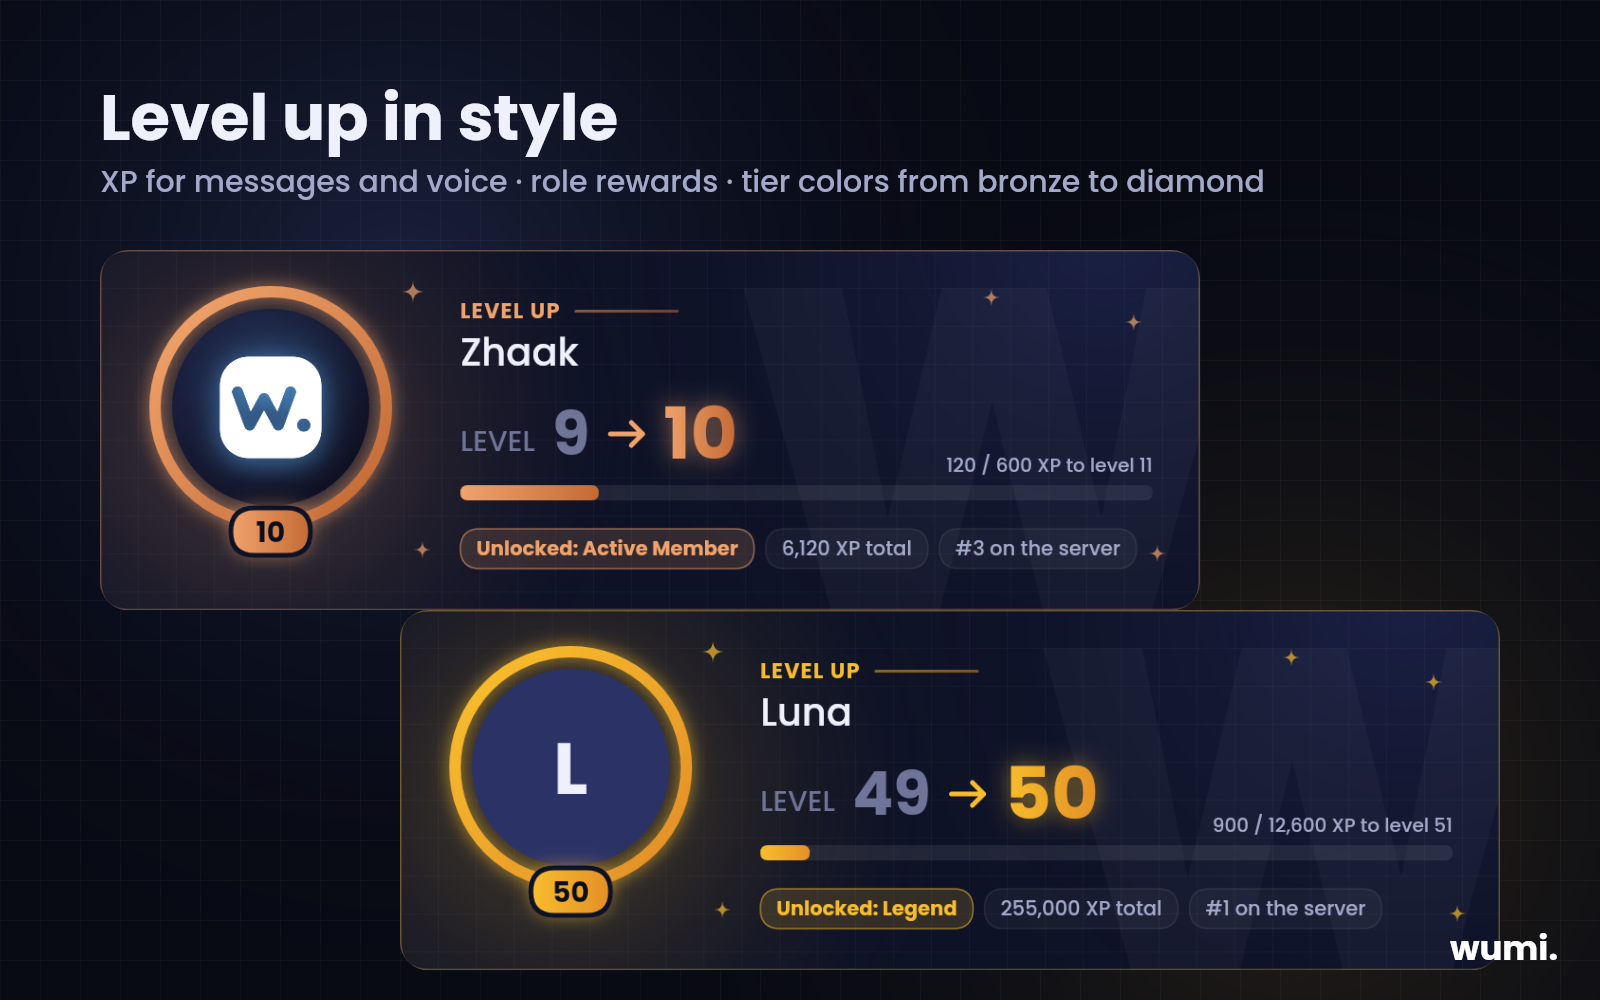 Level up in style
XP for messages and voice · role rewards · tier colors from bronze to diamond
LEVEL UP
Zhaak
LEVEL 9 → 10
120 / 600 XP to level 11
w.
10
Unlocked: Active Member
6,120 XP total
#3 on the server
W
LEVEL UP
Luna
LEVEL 49 → 50
900 / 12,600 XP to level 51
L
50
Unlocked: Legend
255,000 XP total
#1 on the server
W
wumi.